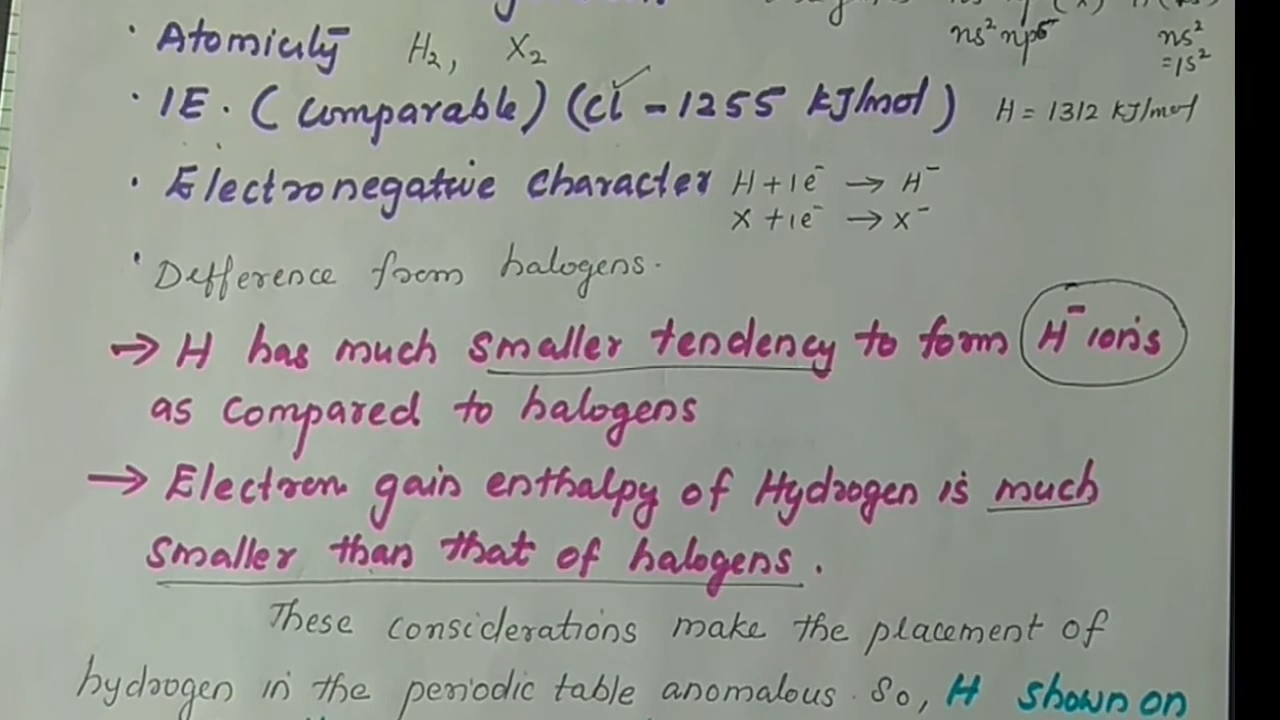 · Atomicity H₂, X₂ ns² np⁵ ns²
=1s²
· IE. (comparable) (Cl - 1255 kJ/mol) H = 1312 kJ/mol
· Electronegative character H + 1e⁻ → H⁻
X + 1e⁻ → X⁻
· Difference from halogens.
→ H has much smaller tendency to form H⁻ ions
as compared to halogens
→ Electron gain enthalpy of Hydrogen is much
smaller than that of halogens.
These considerations make the placement of
hydrogen in the periodic table anomalous. So, H shown on